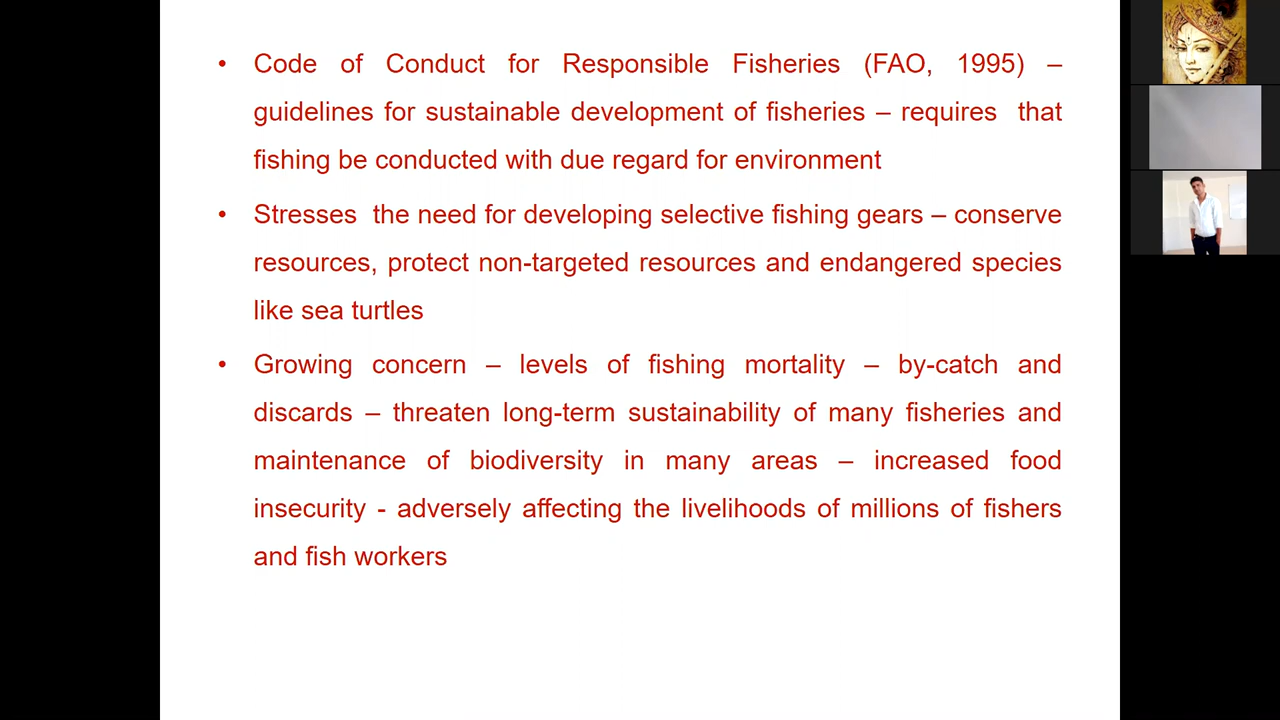 • Code of Conduct for Responsible Fisheries (FAO, 1995) –
guidelines for sustainable development of fisheries – requires that
fishing be conducted with due regard for environment
• Stresses the need for developing selective fishing gears – conserve
resources, protect non-targeted resources and endangered species
like sea turtles
• Growing concern – levels of fishing mortality – by-catch and
discards – threaten long-term sustainability of many fisheries and
maintenance of biodiversity in many areas – increased food
insecurity - adversely affecting the livelihoods of millions of fishers
and fish workers